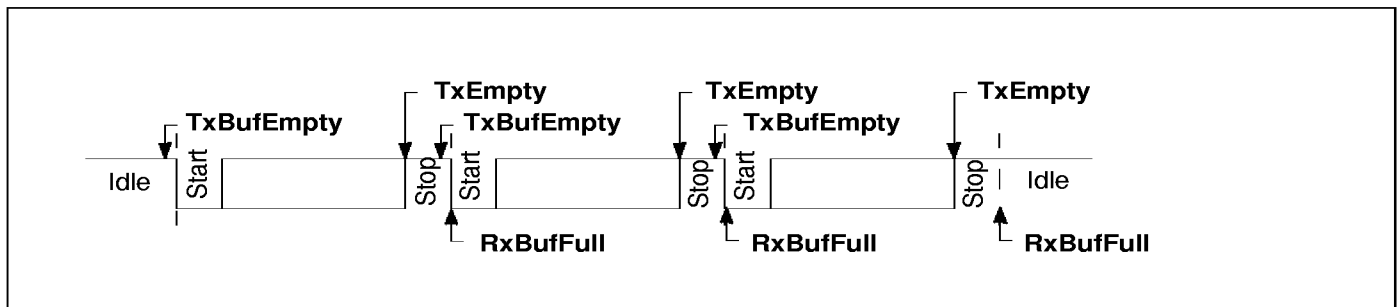 TxEmpty TxEmpty TxEmpty
TxBufEmpty TxBufEmpty TxBufEmpty
Idle Start Stop Start Stop Start Stop Idle
RxBufFull RxBufFull RxBufFull